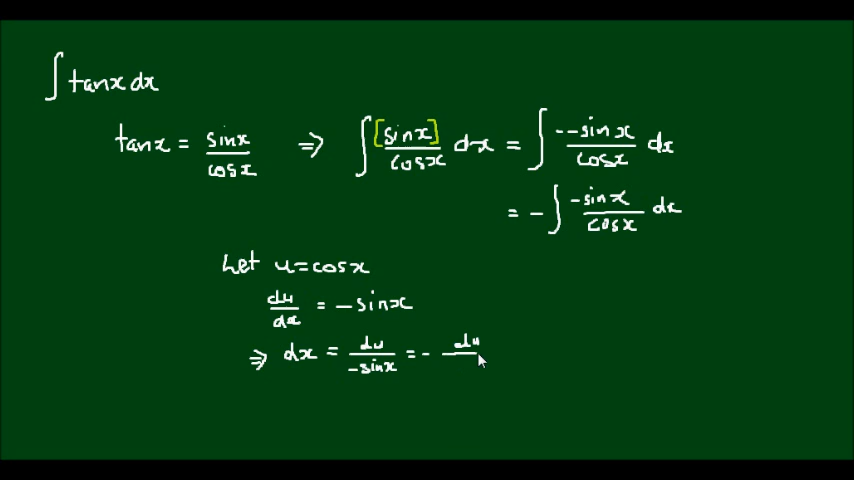 ∫ tanx dx
tanx = sinx/cosx ⇒ ∫ [sinx]/cosx dx = ∫ --sinx/cosx dx
= - ∫ -sinx/cosx dx
Let u=cosx
du/dx = -sinx
⇒ dx = du/-sinx = - du/